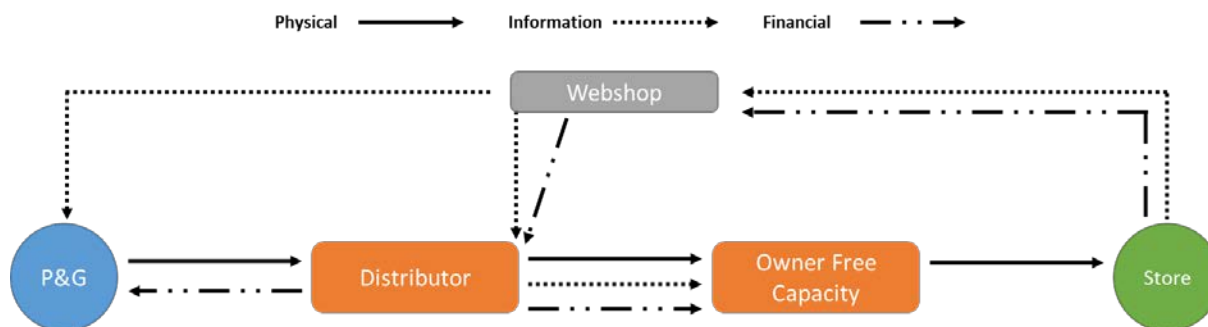 Physical Information Financial
Webshop
P&G
Distributor
Owner Free
Capacity
Store